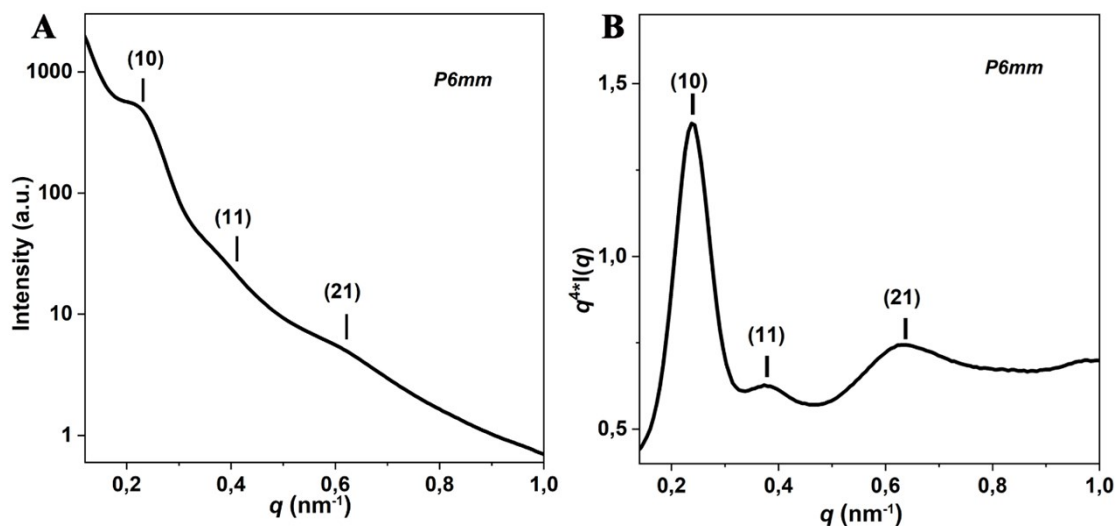 A
(10)
P6mm
(11)
(21)
Intensity (a.u.)
1000
100
10
1
0,2
0,4
0,6
0,8
1,0
q (nm⁻¹)
B
P6mm
(10)
(11)
(21)
q⁴*I(q)
1,5
1,0
0,5
0,2
0,4
0,6
0,8
1,0
q (nm⁻¹)